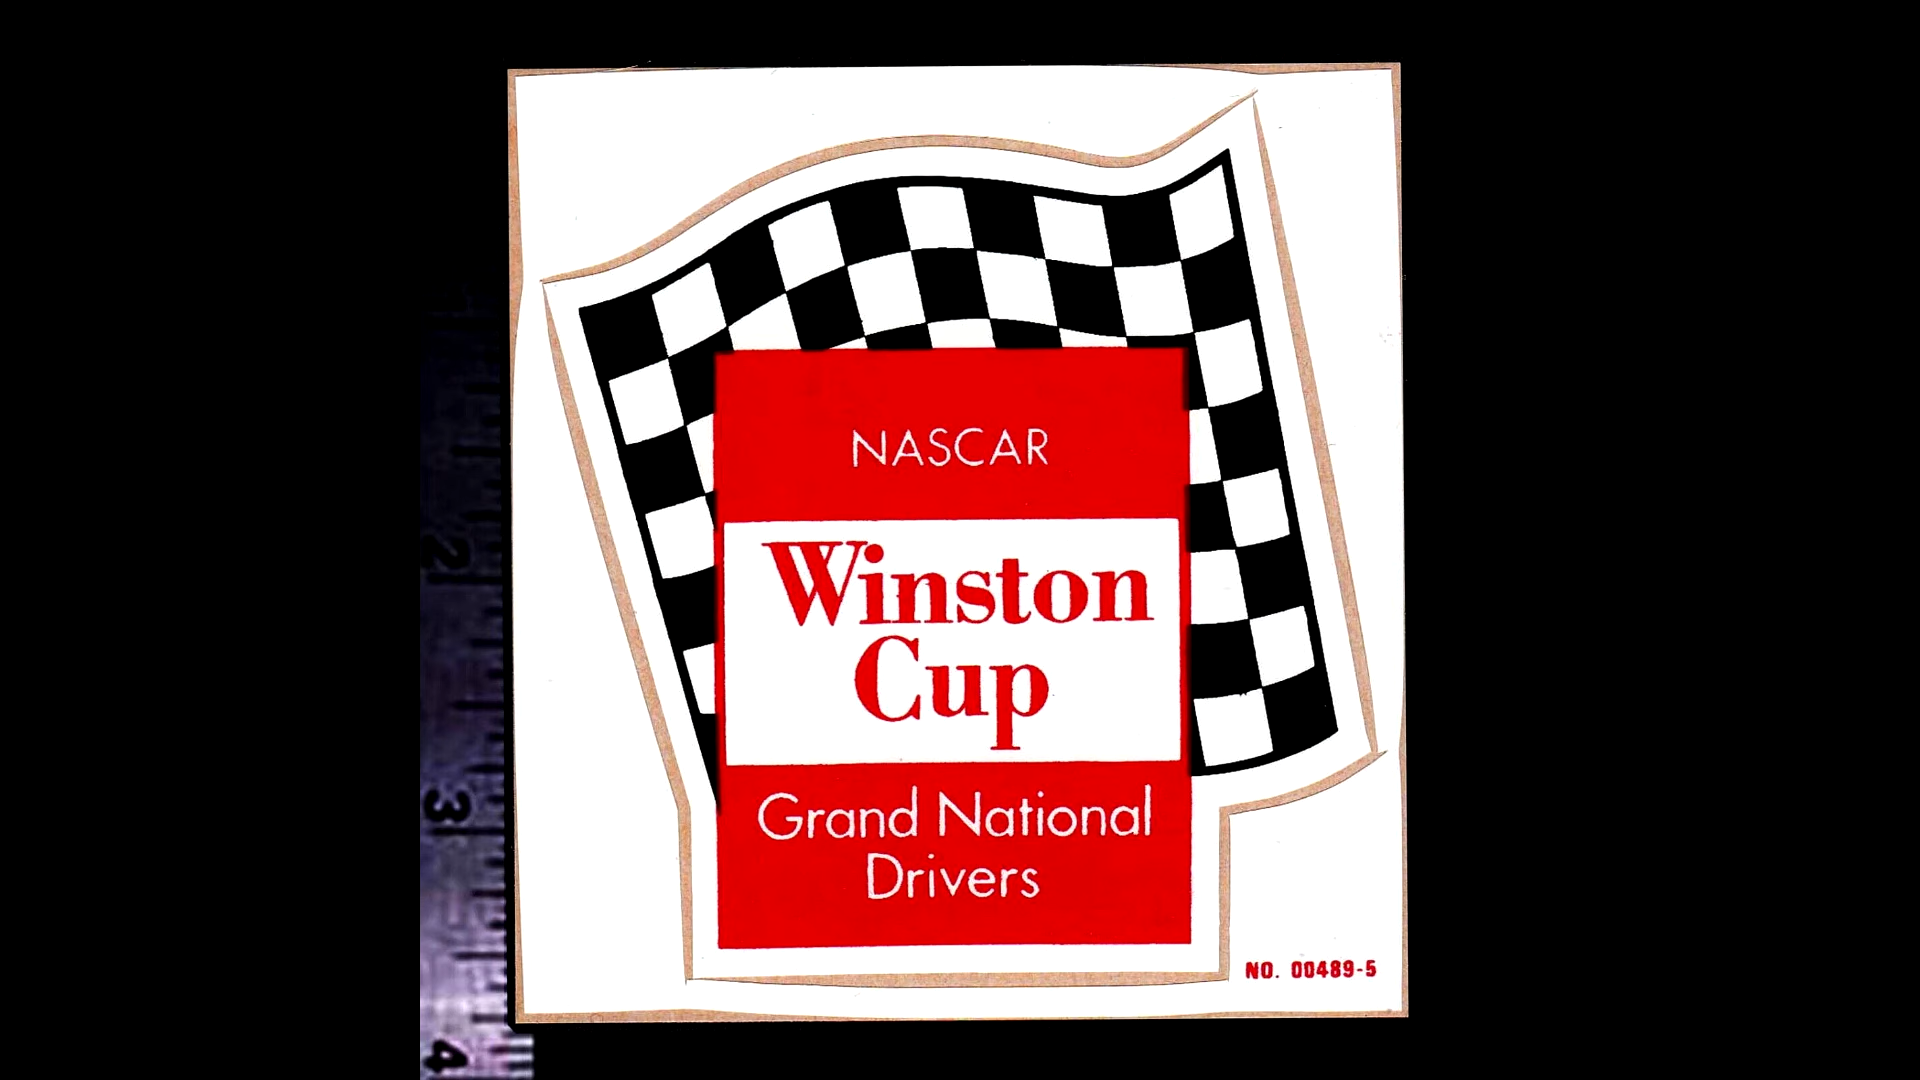 NASCAR
Winston
Cup
Grand National
Drivers
NO. 00489-5
2
3
4